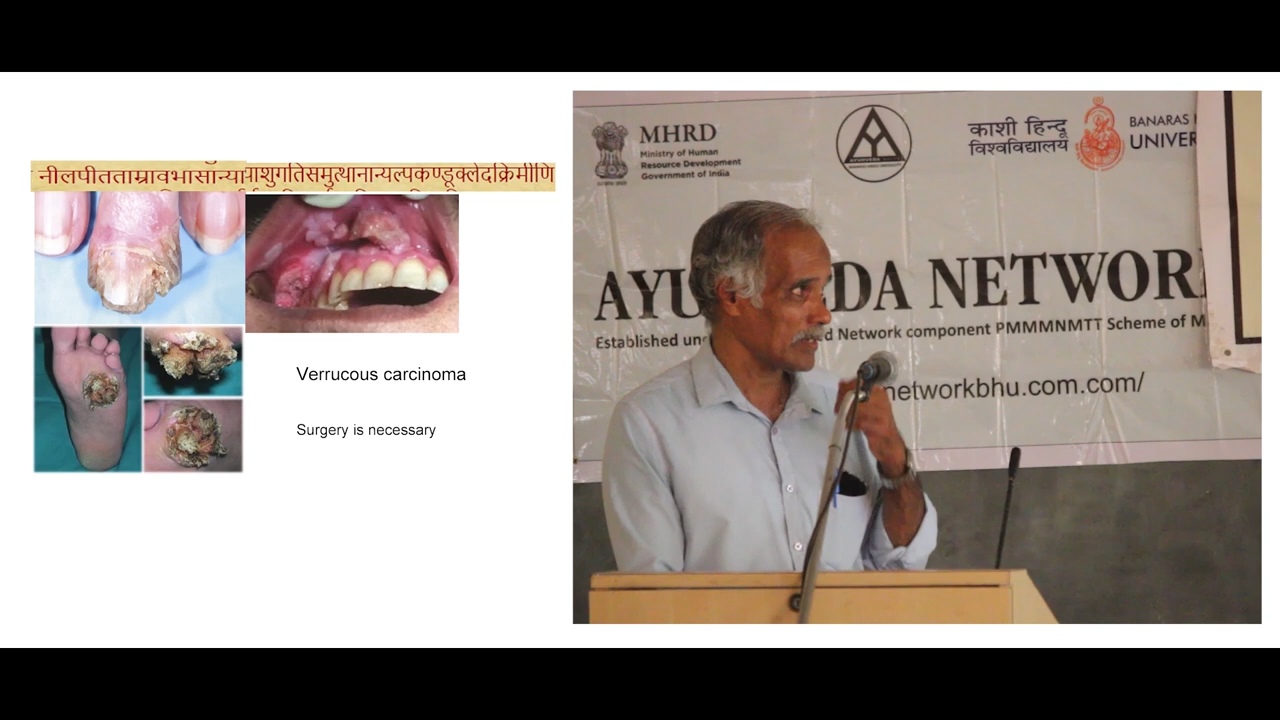 नीलपीतताम्रावभासान्या पाशुगतिसमुत्थानान्यल्पकण्डूक्लेदक्रिमीणि
Verrucous carcinoma
Surgery is necessary
MHRD
Ministry of Human
Resource Development
Government of India
काशी हिन्दू
विश्वविद्यालय
BANARAS
UNIVER
AYU DA NETWOR
Established un d Network component PMMMNMTT Scheme of M
networkbhu.com.com/